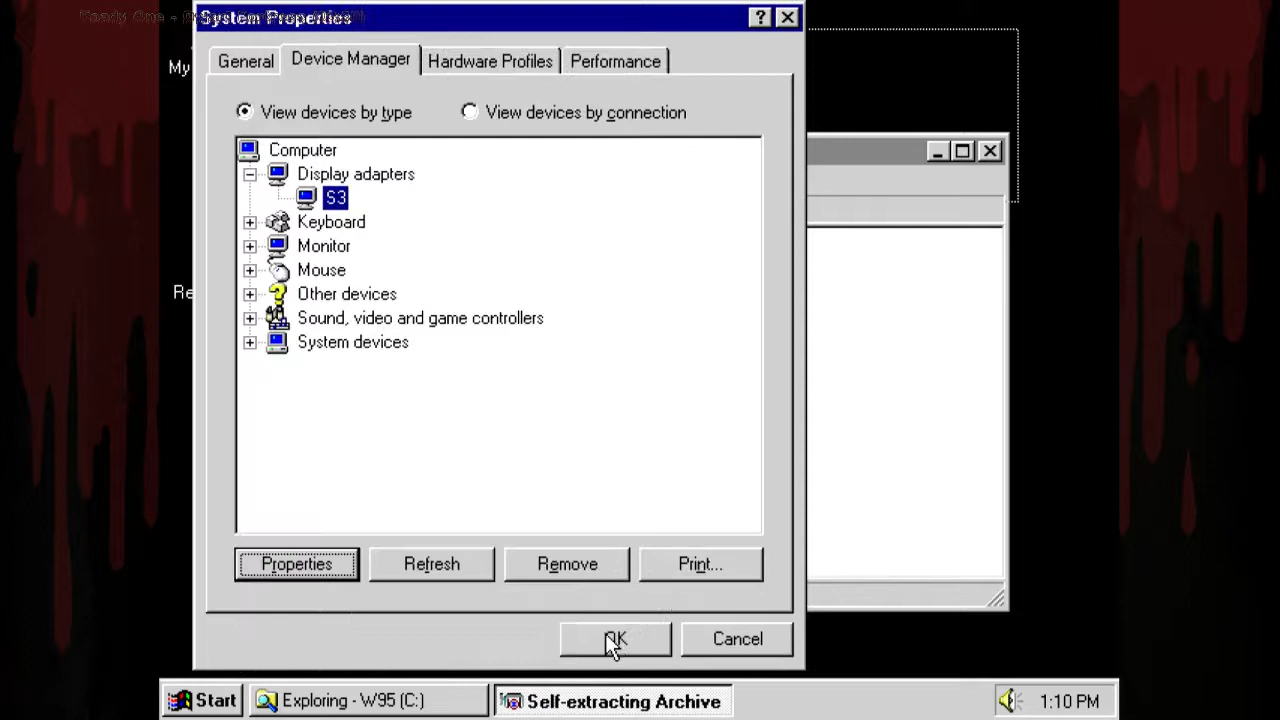 System Properties
General
Device Manager
Hardware Profiles
Performance
My
View devices by type
View devices by connection
Computer
Display adapters
S3
Keyboard
Monitor
Mouse
Other devices
Re
Sound, video and game controllers
System devices
Properties
Refresh
Remove
Print...
OK
Cancel
Start
Exploring - W95 (C:)
Self-extracting Archive
1:10 PM